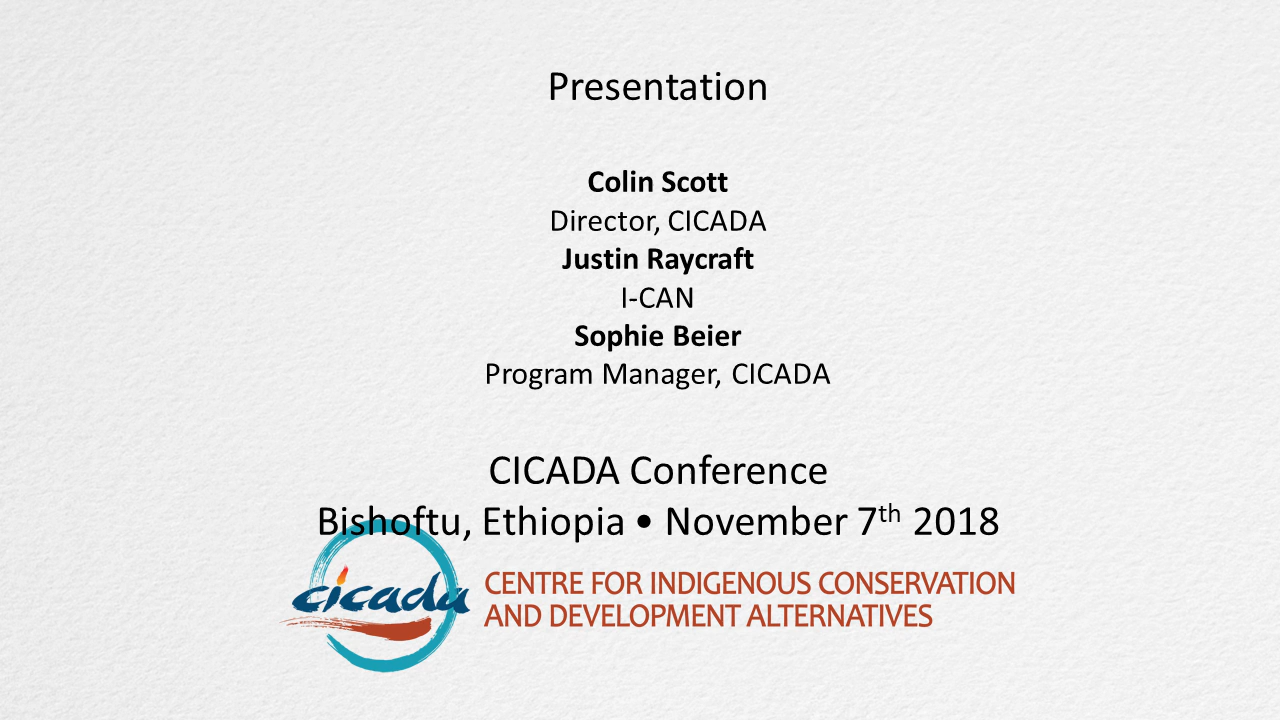 Presentation
Colin Scott
Director, CICADA
Justin Raycraft
I-CAN
Sophie Beier
Program Manager, CICADA
CICADA Conference
Bishoftu, Ethiopia • November 7th 2018
cicada
CENTRE FOR INDIGENOUS CONSERVATION
AND DEVELOPMENT ALTERNATIVES